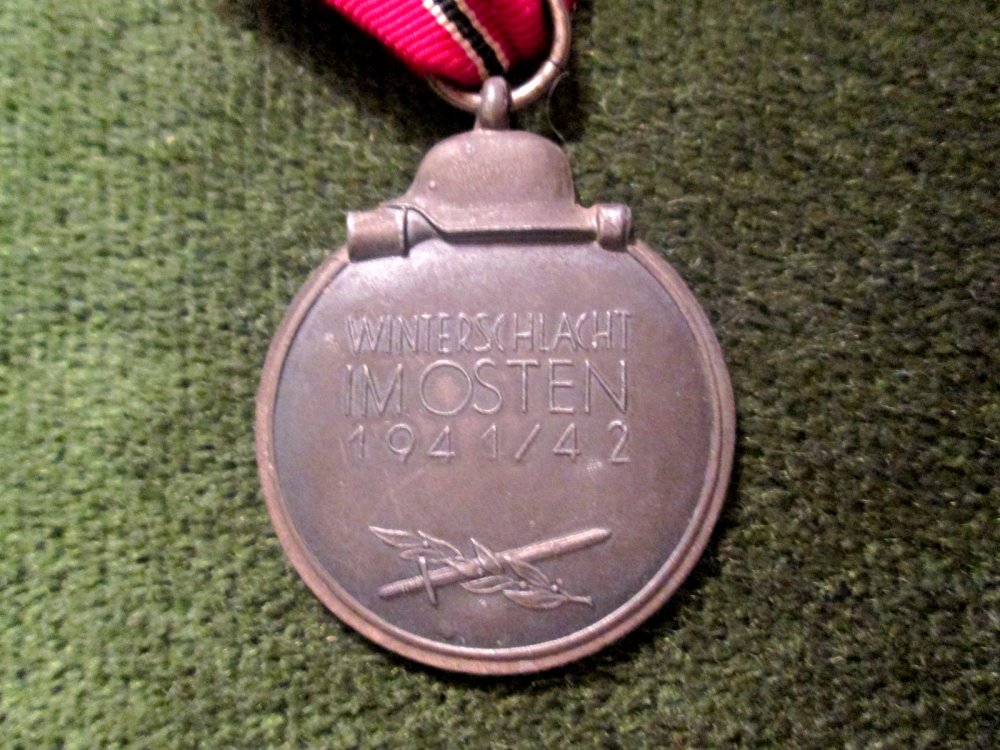 WINTERSCHLACHT
IM OSTEN
1941/42